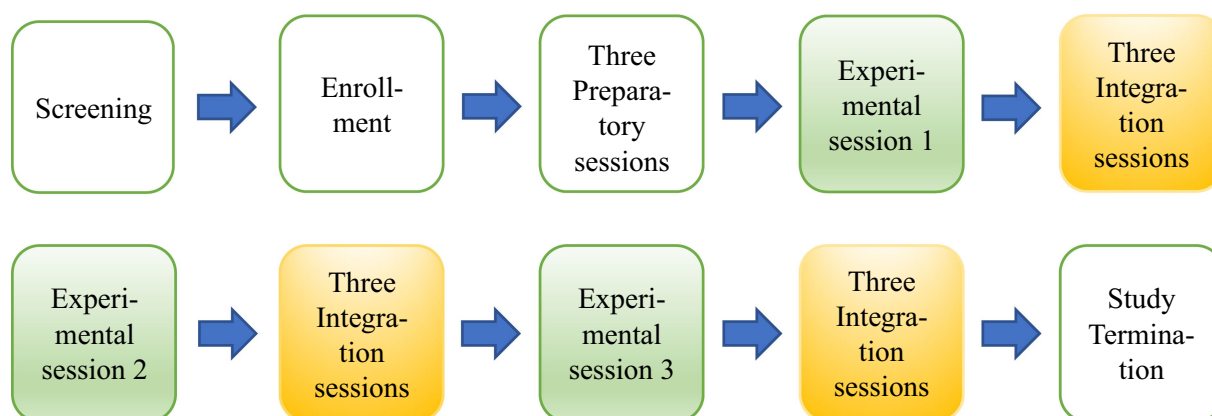 Screening
Enroll-
ment
Three
Prepara-
tory
sessions
Experi-
mental
session 1
Three
Integra-
tion
sessions
Experi-
mental
session 2
Three
Integra-
tion
sessions
Experi-
mental
session 3
Three
Integra-
tion
sessions
Study
Termina-
tion